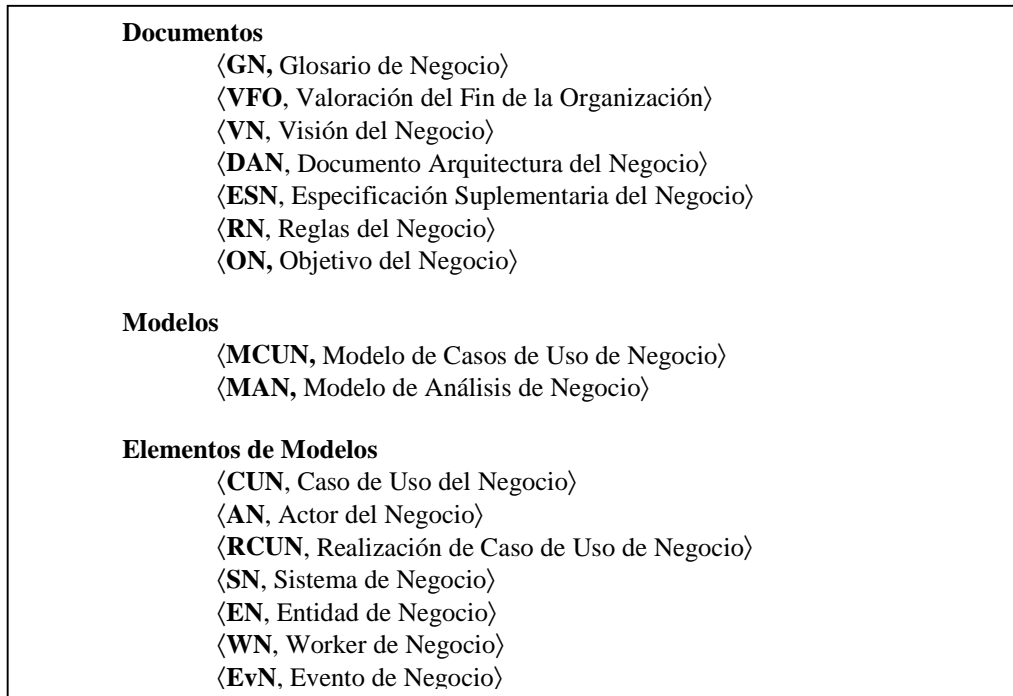 Documentos
⟨GN, Glosario de Negocio⟩
⟨VFO, Valoración del Fin de la Organización⟩
⟨VN, Visión del Negocio⟩
⟨DAN, Documento Arquitectura del Negocio⟩
⟨ESN, Especificación Suplementaria del Negocio⟩
⟨RN, Reglas del Negocio⟩
⟨ON, Objetivo del Negocio⟩
Modelos
⟨MCUN, Modelo de Casos de Uso de Negocio⟩
⟨MAN, Modelo de Análisis de Negocio⟩
Elementos de Modelos
⟨CUN, Caso de Uso del Negocio⟩
⟨AN, Actor del Negocio⟩
⟨RCUN, Realización de Caso de Uso de Negocio⟩
⟨SN, Sistema de Negocio⟩
⟨EN, Entidad de Negocio⟩
⟨WN, Worker de Negocio⟩
⟨EvN, Evento de Negocio⟩